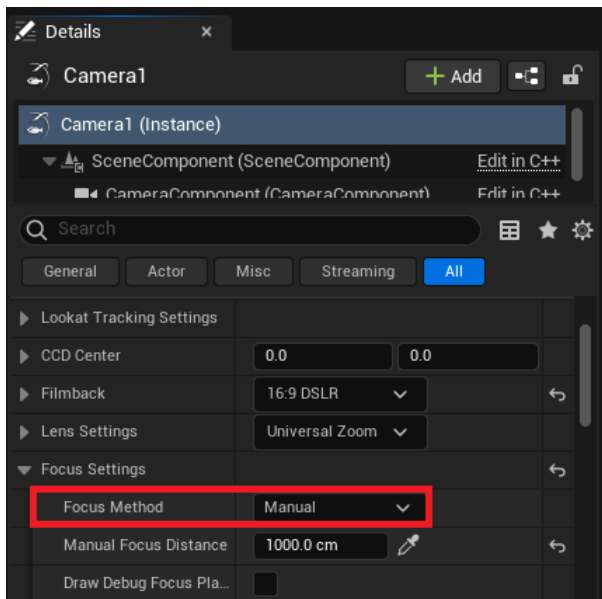 Details
Camera1
Add
Camera1 (Instance)
SceneComponent (SceneComponent) Edit in C++
CameraComponent (CameraComponent) Edit in C++
Search
General Actor Misc Streaming All
Lookat Tracking Settings
CCD Center 0.0 0.0
Filmback 16:9 DSLR
Lens Settings Universal Zoom
Focus Settings
Focus Method Manual
Manual Focus Distance 1000.0 cm
Draw Debug Focus Pla...